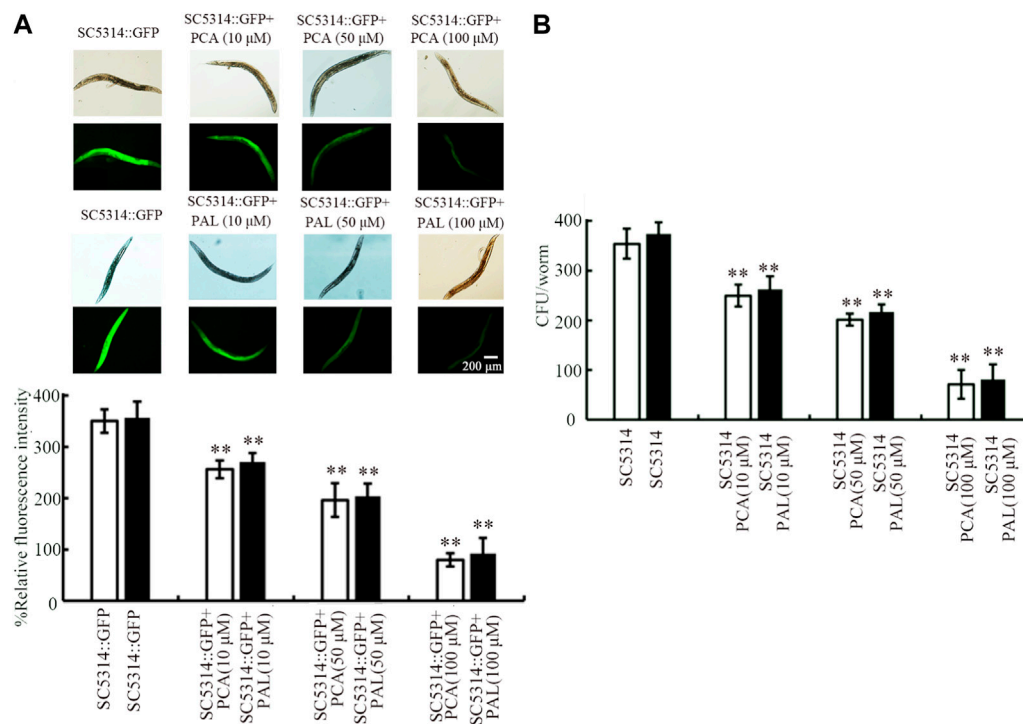 A
SC5314::GFP
SC5314::GFP+
PCA (10 μM)
SC5314::GFP+
PCA (50 μM)
SC5314::GFP+
PCA (100 μM)
SC5314::GFP
SC5314::GFP+
PAL (10 μM)
SC5314::GFP+
PAL (50 μM)
SC5314::GFP+
PAL (100 μM)
200 μm
%Relative fluorescence intensity
400
300
200
100
0
**
**
**
**
**
**
SC5314::GFP
SC5314::GFP
SC5314::GFP+
PCA(10 μM)
SC5314::GFP+
PAL(10 μM)
SC5314::GFP+
PCA(50 μM)
SC5314::GFP+
PAL(50 μM)
SC5314::GFP+
PCA(100 μM)
SC5314::GFP+
PAL(100 μM)
B
CFU/worm
400
300
200
100
0
**
**
**
**
**
**
SC5314
SC5314
SC5314
PCA(10 μM)
SC5314
PAL(10 μM)
SC5314
PCA(50 μM)
SC5314
PAL(50 μM)
SC5314
PCA(100 μM)
SC5314
PAL(100 μM)